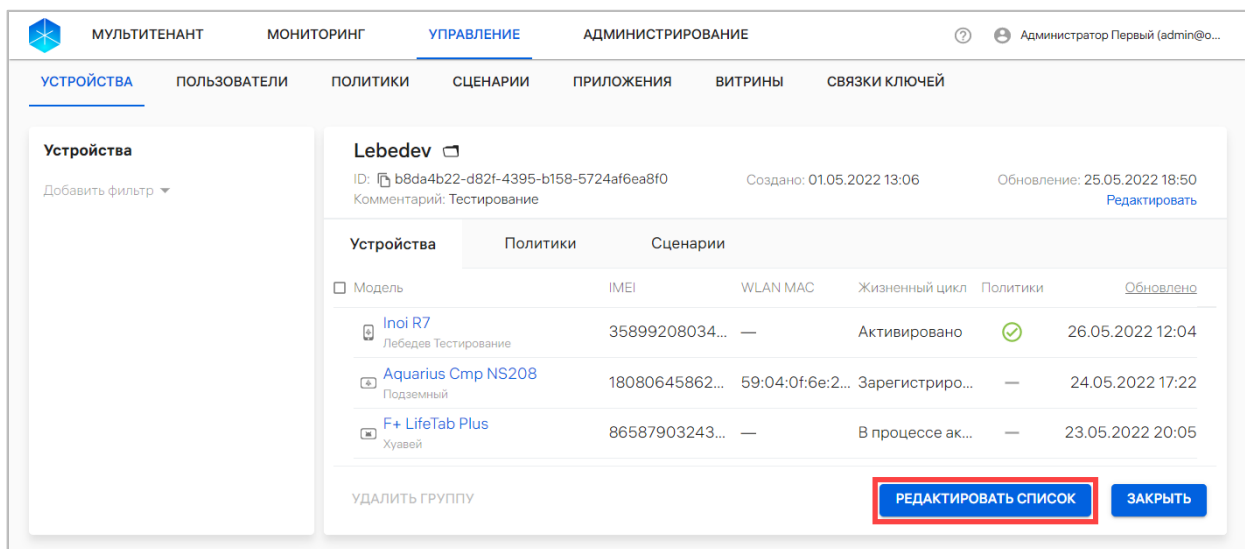 МУЛЬТИТЕНАНТ МОНИТОРИНГ УПРАВЛЕНИЕ АДМИНИСТРИРОВАНИЕ ? Администратор Первый (admin@o...
УСТРОЙСТВА ПОЛЬЗОВАТЕЛИ ПОЛИТИКИ СЦЕНАРИИ ПРИЛОЖЕНИЯ ВИТРИНЫ СВЯЗКИ КЛЮЧЕЙ
Устройства
Добавить фильтр
Lebedev
ID: b8da4b22-d82f-4395-b158-5724af6ea8f0 Создано: 01.05.2022 13:06 Обновление: 25.05.2022 18:50
Комментарий: Тестирование Редактировать
Устройства Политики Сценарии
Модель IMEI WLAN MAC Жизненный цикл Политики Обновлено
Inoi R7 35899208034... — Активировано 26.05.2022 12:04
Лебедев Тестирование
Aquarius Cmp NS208 18080645862... 59:04:0f:6e:2... Зарегистриро... — 24.05.2022 17:22
Подземный
F+ LifeTab Plus 86587903243... — В процессе ак... — 23.05.2022 20:05
Хуавей
УДАЛИТЬ ГРУППУ РЕДАКТИРОВАТЬ СПИСОК ЗАКРЫТЬ